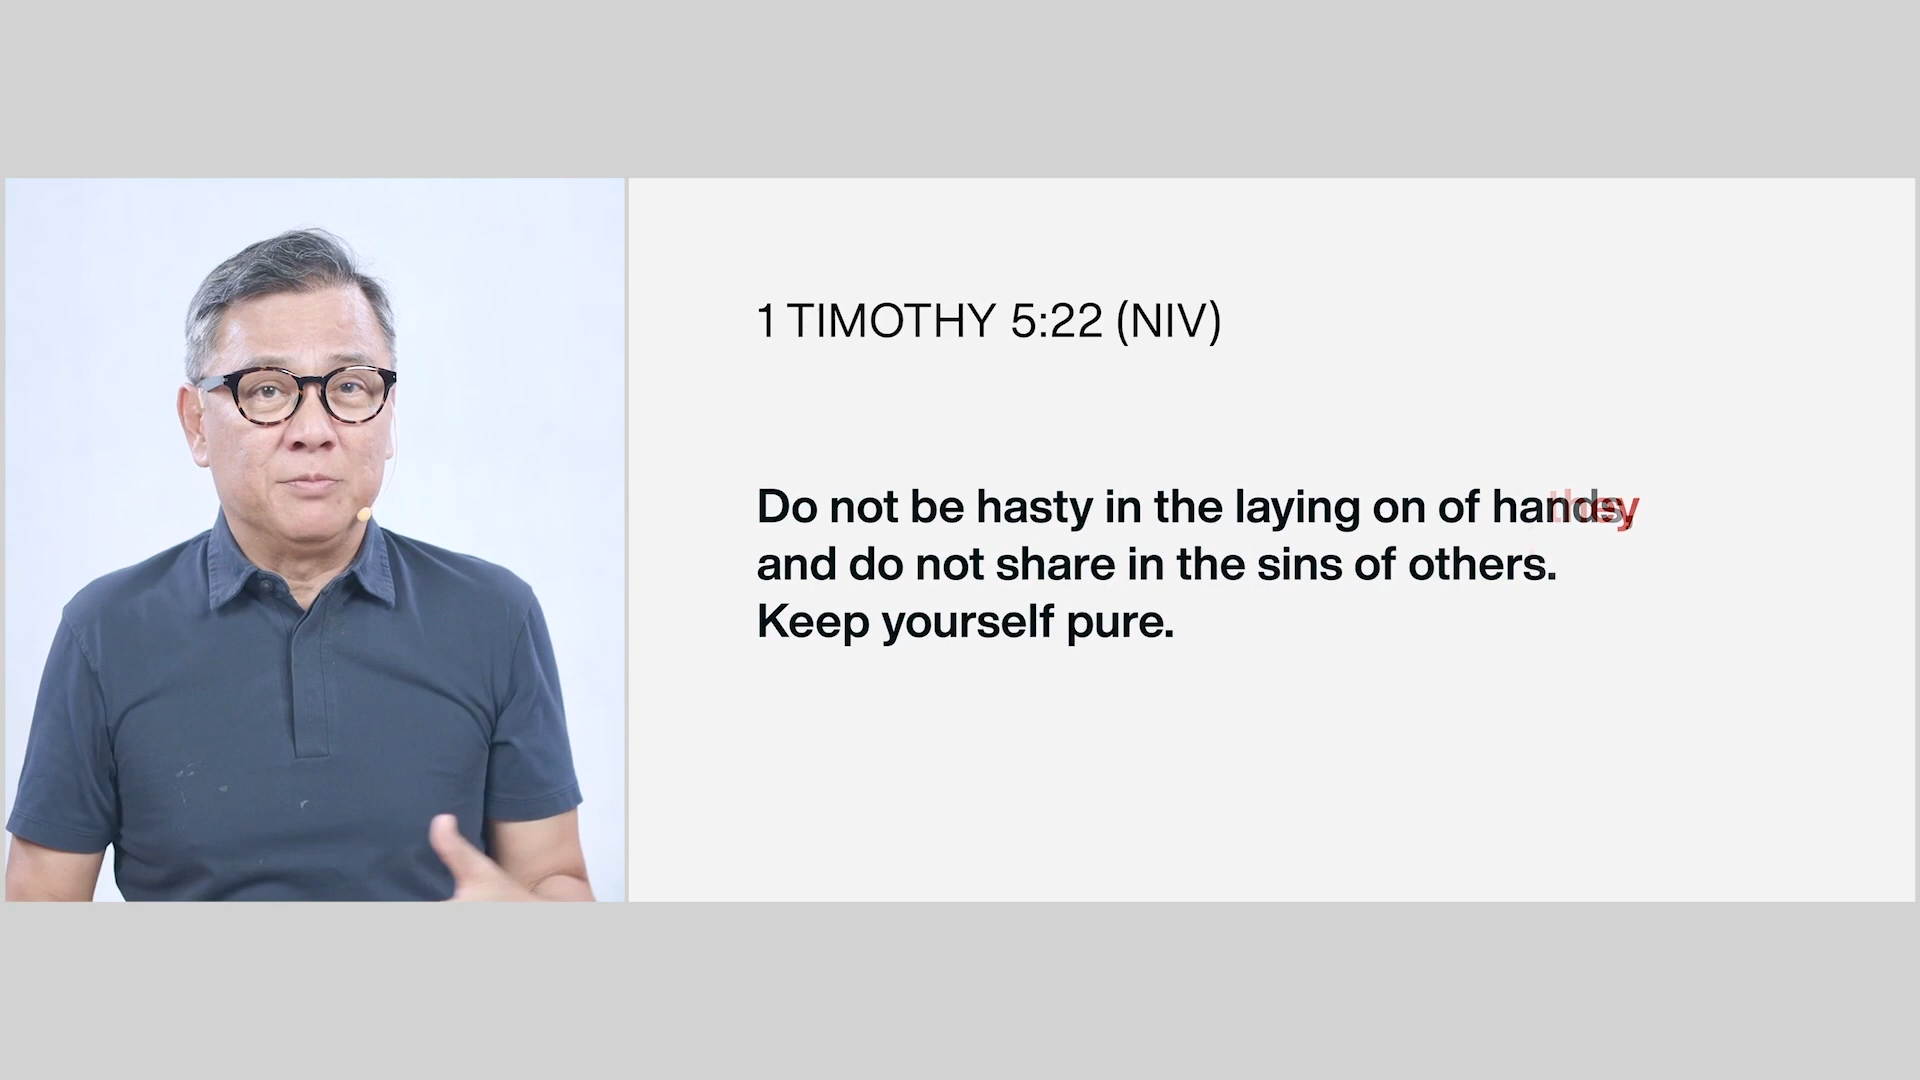 1 TIMOTHY 5:22 (NIV)
Do not be hasty in the laying on of hands, they
and do not share in the sins of others.
Keep yourself pure.